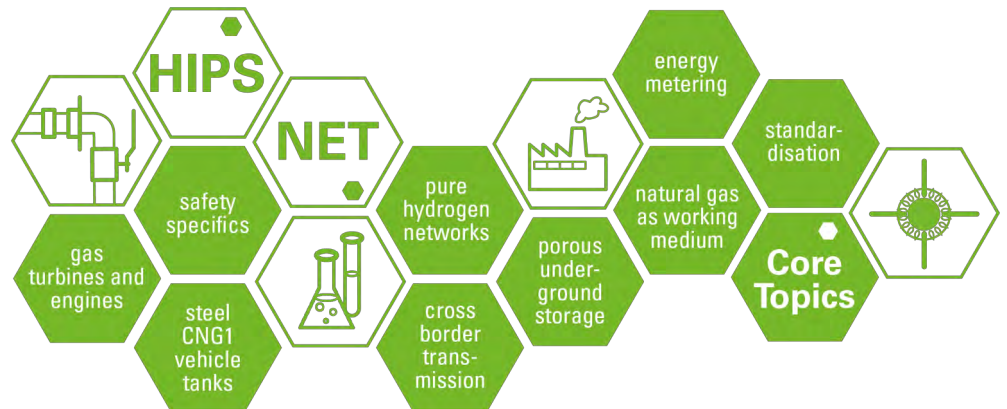 HIPS
NET
gas
turbines and
engines
safety
specifics
steel
CNG1
vehicle
tanks
pure
hydrogen
networks
cross
border
trans-
mission
porous
under-
ground
storage
energy
metering
natural gas
as working
medium
standar-
disation
Core
Topics